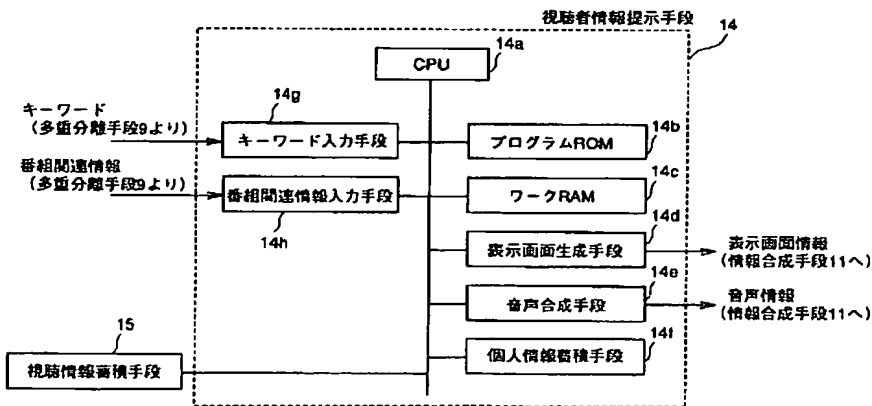 視聴者情報提示手段
14
14a
CPU
14g
キーワード
(多重分離手段9より)
キーワード入力手段
14b
プログラムROM
番組関連情報
(多重分離手段9より)
番組関連情報入力手段
14h
14c
ワークRAM
14d
表示画面生成手段
表示画面情報
(情報合成手段11へ)
14e
音声合成手段
音声情報
(情報合成手段11へ)
14f
個人情報蓄積手段
15
視聴情報蓄積手段